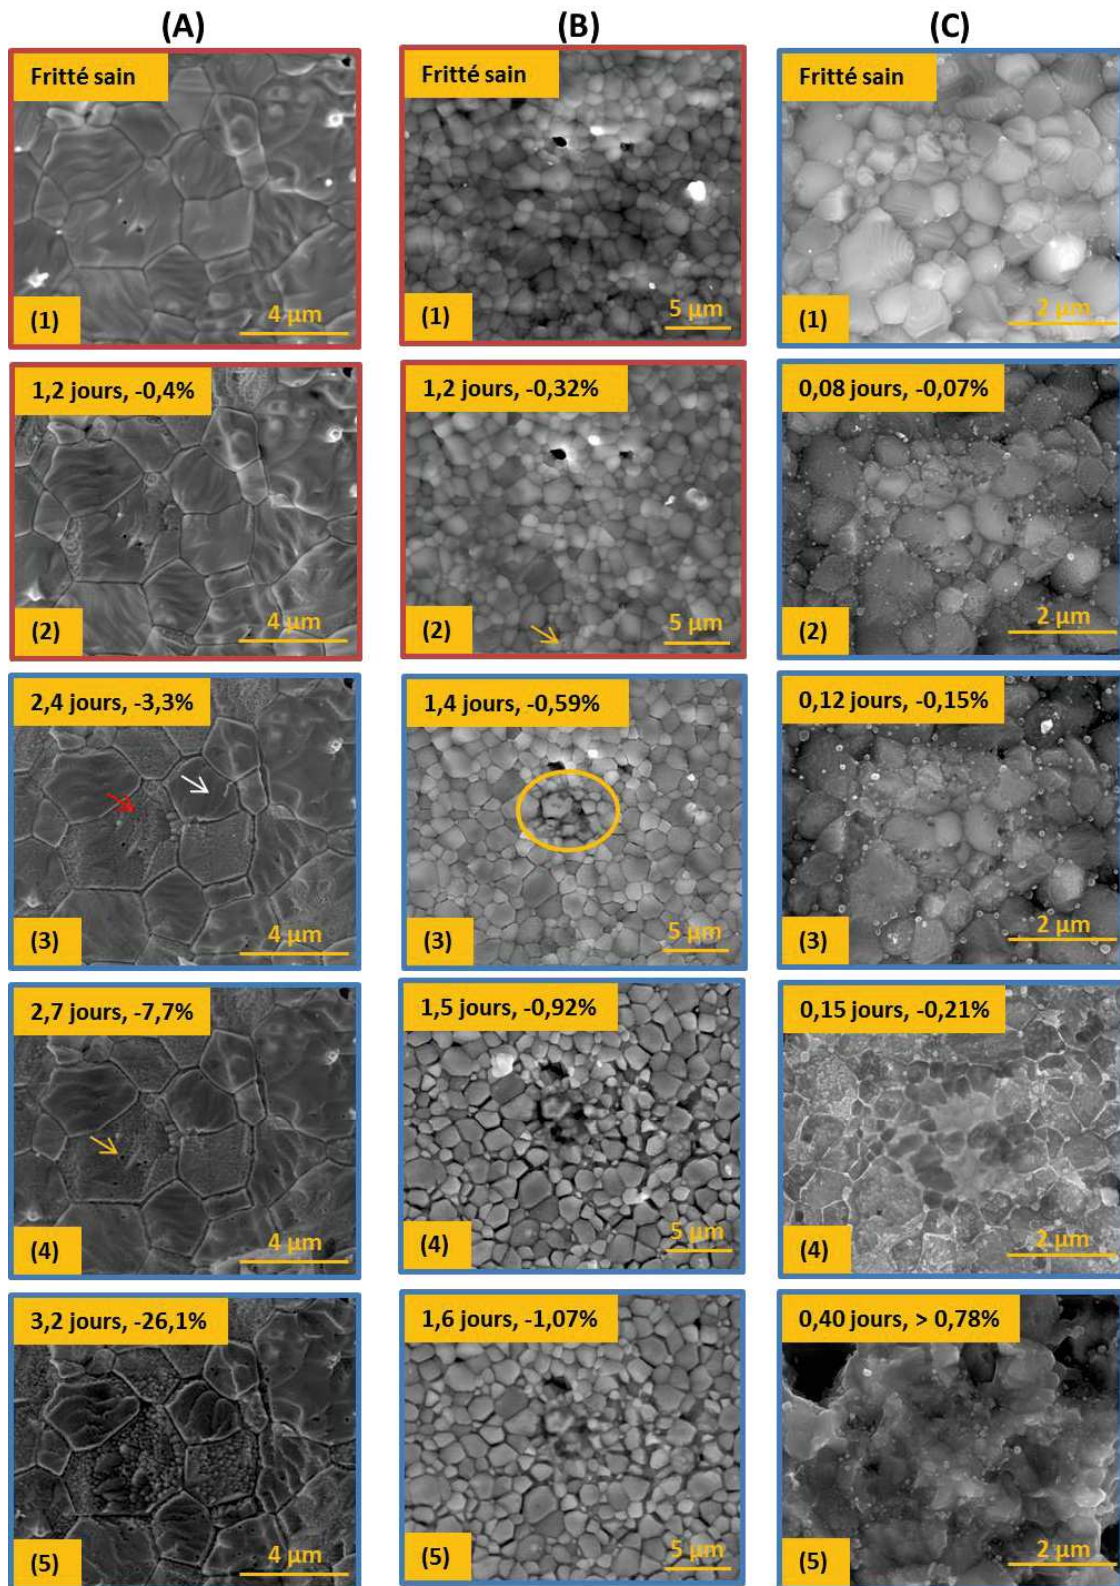 (A)
(B)
(C)
Fritté sain
Fritté sain
Fritté sain
4 µm
5 µm
2 µm
(1)
(1)
(1)
1,2 jours, -0,4%
1,2 jours, -0,32%
0,08 jours, -0,07%
4 µm
5 µm
2 µm
(2)
(2)
(2)
2,4 jours, -3,3%
1,4 jours, -0,59%
0,12 jours, -0,15%
4 µm
5 µm
2 µm
(3)
(3)
(3)
2,7 jours, -7,7%
1,5 jours, -0,92%
0,15 jours, -0,21%
4 µm
5 µm
2 µm
(4)
(4)
(4)
3,2 jours, -26,1%
1,6 jours, -1,07%
0,40 jours, > 0,78%
4 µm
5 µm
2 µm
(5)
(5)
(5)